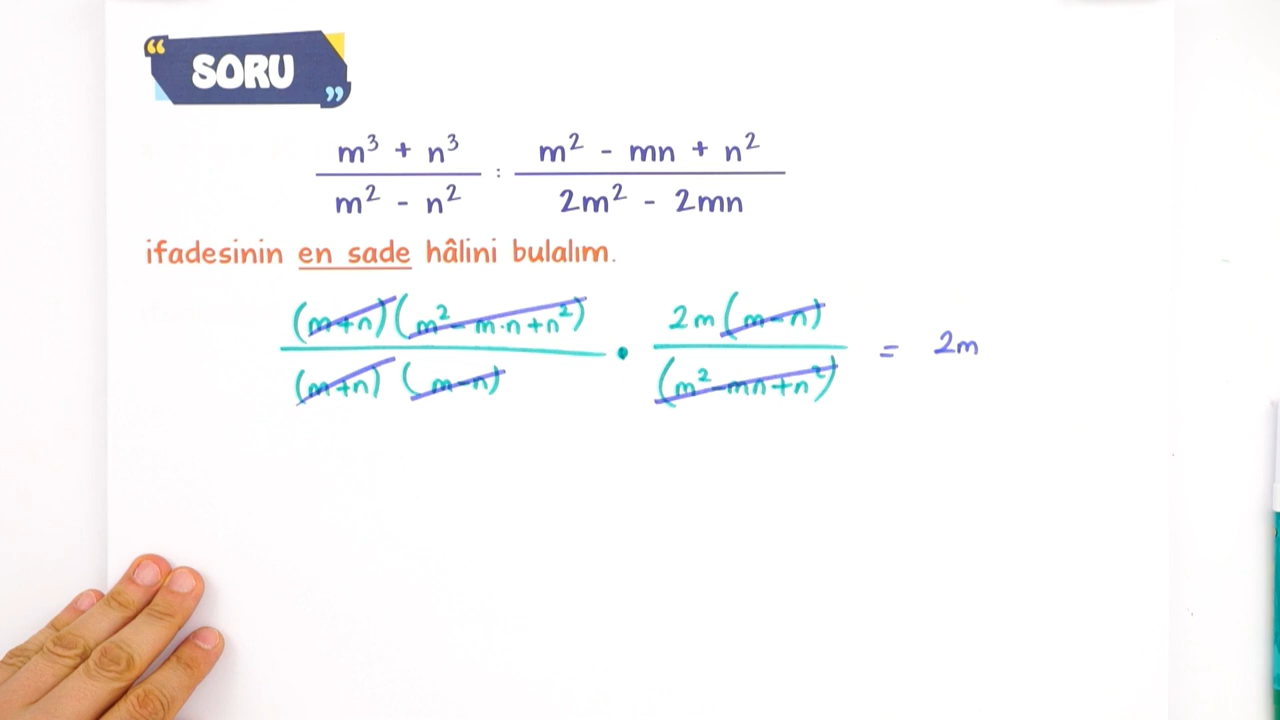 “ SORU ”
m³ + n³ / m² - n² : m² - mn + n² / 2m² - 2mn
ifadesinin en sade hâlini bulalım.
(m+n)(m² - m·n + n²) / (m+n)(m-n) · 2m(m-n) / (m² - mn + n²) = 2m